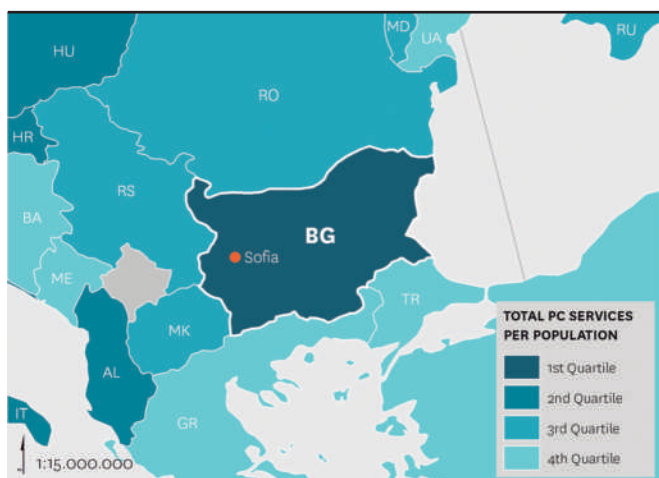 HU
MD
UA
RU
RO
HR
RS
BA
BG
Sofia
ME
TR
MK
AL
GR
IT
1:15.000.000
TOTAL PC SERVICES
PER POPULATION
1st Quartile
2nd Quartile
3rd Quartile
4th Quartile